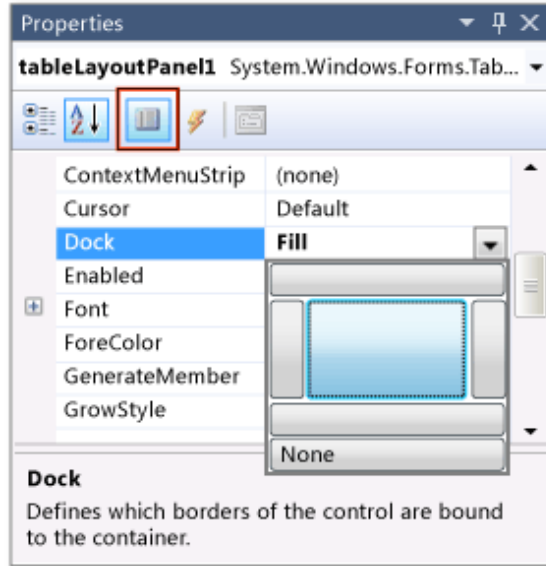 Properties
tableLayoutPanel1 System.Windows.Forms.Tab...
ContextMenuStrip (none)
Cursor Default
Dock Fill
Enabled
Font
ForeColor
GenerateMember
GrowStyle
None
Dock
Defines which borders of the control are bound
to the container.